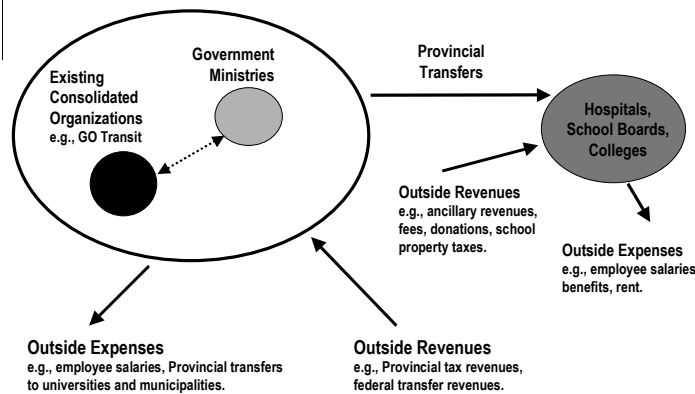 Existing
Consolidated
Organizations
e.g., GO Transit
Government
Ministries
Provincial
Transfers
Hospitals,
School Boards,
Colleges
Outside Revenues
e.g., ancillary revenues,
fees, donations, school
property taxes.
Outside Expenses
e.g., employee salaries
benefits, rent.
Outside Expenses
e.g., employee salaries, Provincial transfers
to universities and municipalities.
Outside Revenues
e.g., Provincial tax revenues,
federal transfer revenues.